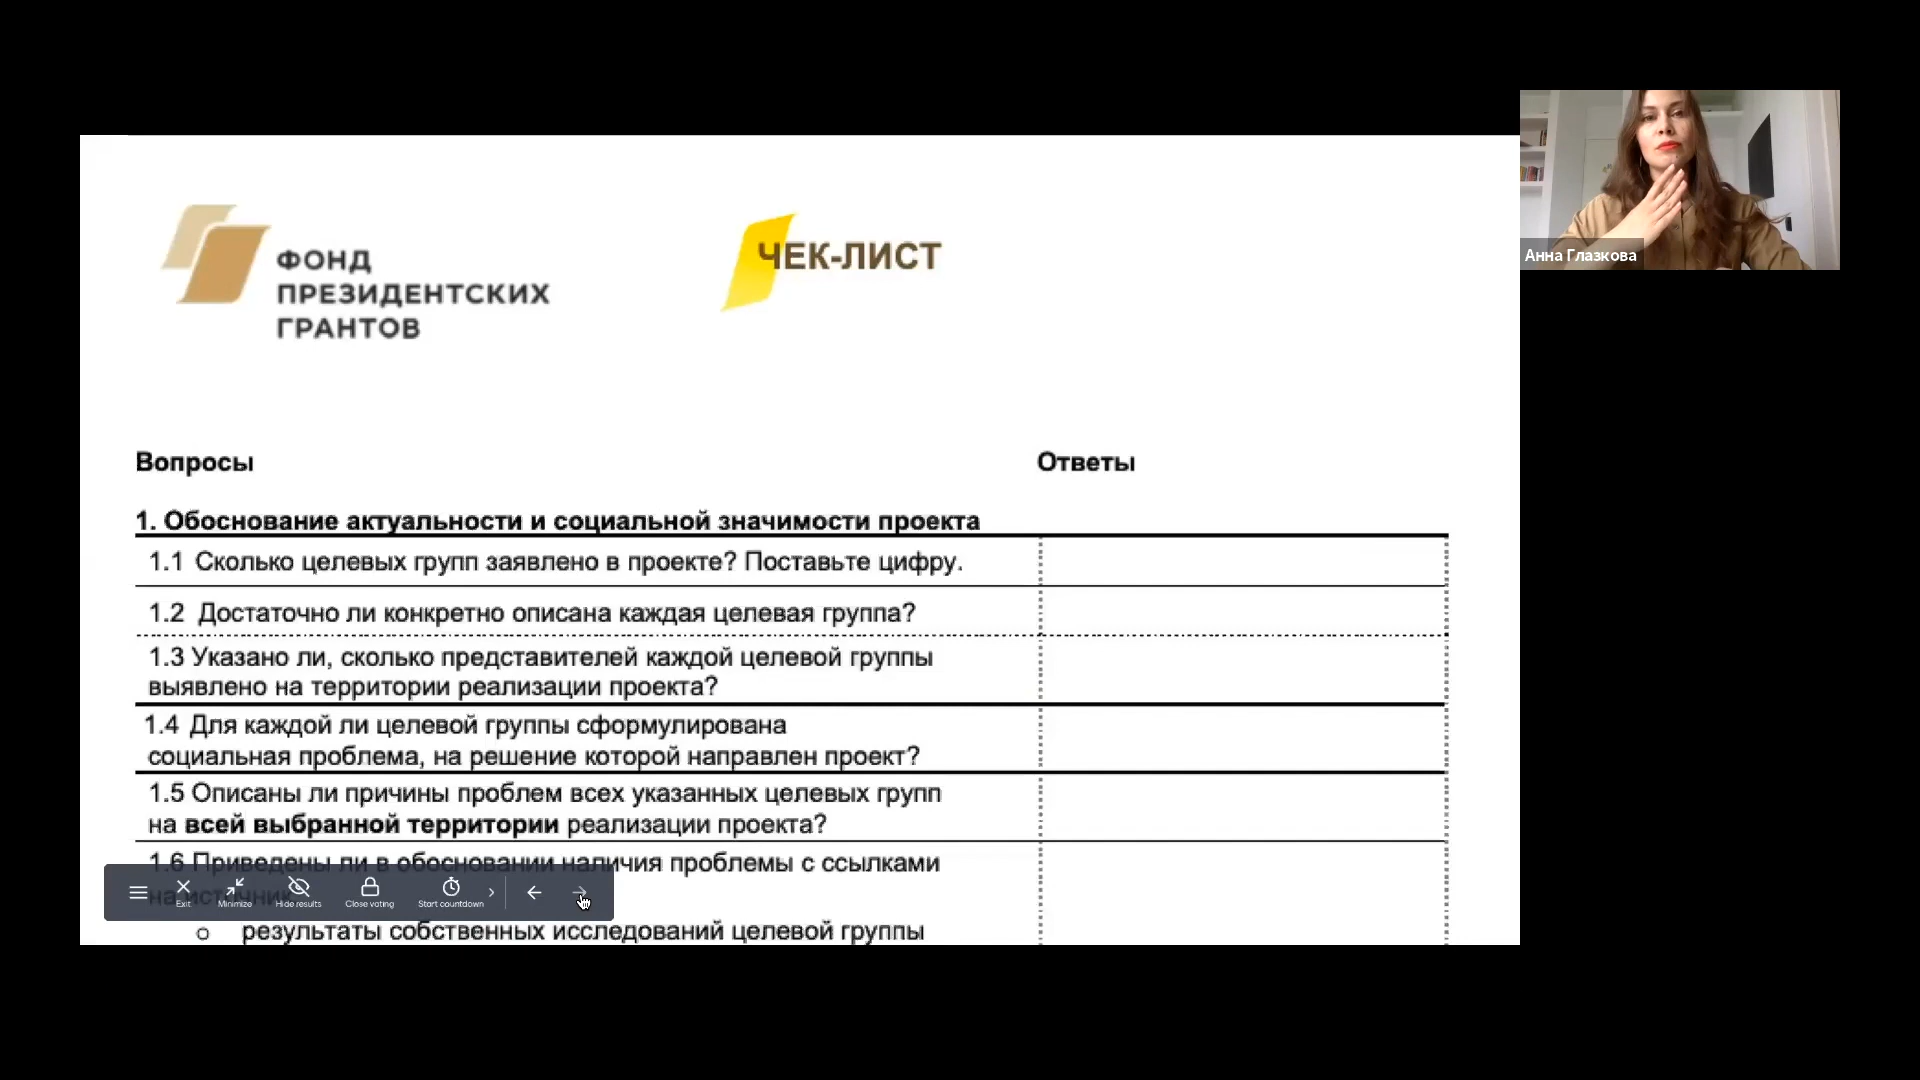 ФОНД
ПРЕЗИДЕНТСКИХ
ГРАНТОВ
ЧЕК-ЛИСТ
Анна Глазкова
Вопросы
Ответы
1. Обоснование актуальности и социальной значимости проекта
1.1 Сколько целевых групп заявлено в проекте? Поставьте цифру.
1.2 Достаточно ли конкретно описана каждая целевая группа?
1.3 Указано ли, сколько представителей каждой целевой группы
выявлено на территории реализации проекта?
1.4 Для каждой ли целевой группы сформулирована
социальная проблема, на решение которой направлен проект?
1.5 Описаны ли причины проблем всех указанных целевых групп
на всей выбранной территории реализации проекта?
1.6 Приведены ли в обосновании наличия проблемы с ссылками
на источник
o результаты собственных исследований целевой группы
Exit
Minimize
Hide results
Close voting
Start countdown